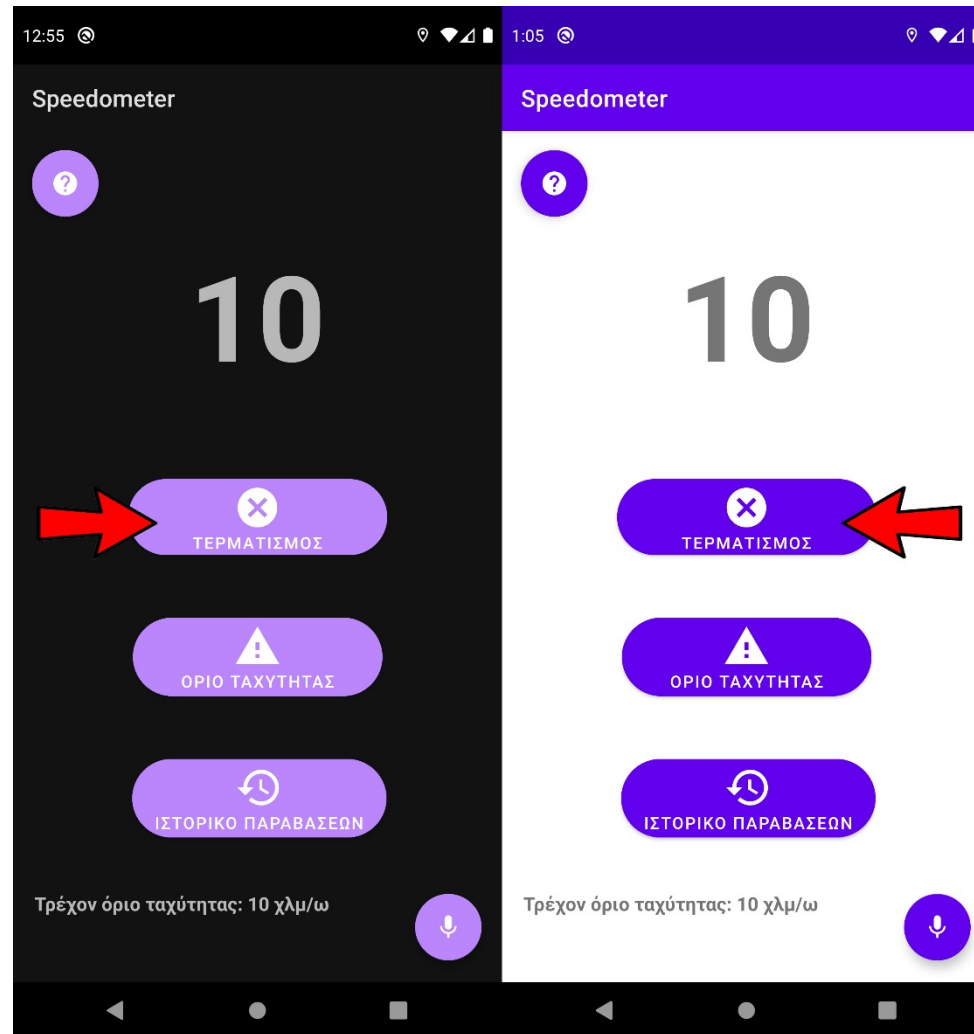 12:55
Speedometer
10
ΤΕΡΜΑΤΙΣΜΟΣ
ΟΡΙΟ ΤΑΧΥΤΗΤΑΣ
ΙΣΤΟΡΙΚΟ ΠΑΡΑΒΑΣΕΩΝ
Τρέχον όριο ταχύτητας: 10 χλμ/ω
1:05
Speedometer
10
ΤΕΡΜΑΤΙΣΜΟΣ
ΟΡΙΟ ΤΑΧΥΤΗΤΑΣ
ΙΣΤΟΡΙΚΟ ΠΑΡΑΒΑΣΕΩΝ
Τρέχον όριο ταχύτητας: 10 χλμ/ω